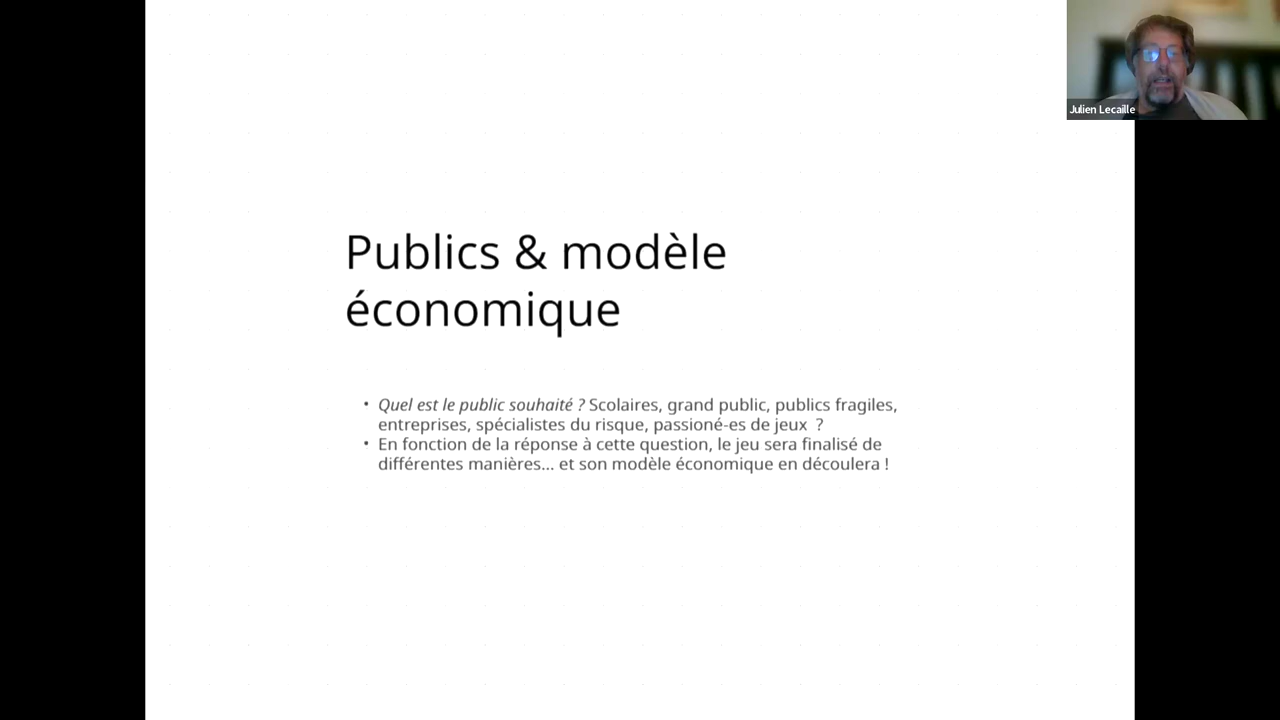 Julien Lecaille
Publics & modèle
économique
• Quel est le public souhaité ? Scolaires, grand public, publics fragiles,
entreprises, spécialistes du risque, passioné-es de jeux  ?
• En fonction de la réponse à cette question, le jeu sera finalisé de
différentes manières... et son modèle économique en découlera !